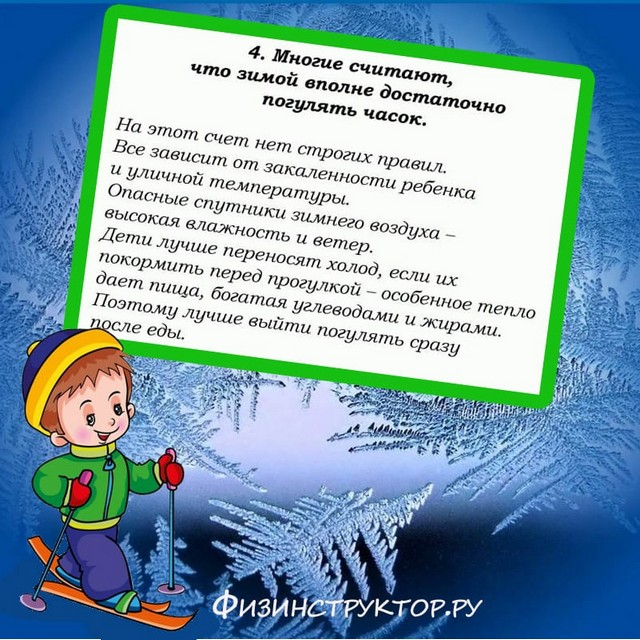 4. Многие считают,
что зимой вполне достаточно
погулять часок.
На этот счет нет строгих правил.
Все зависит от закаленности ребенка
и уличной температуры.
Опасные спутники зимнего воздуха –
высокая влажность и ветер.
Дети лучше переносят холод, если их
покормить перед прогулкой – особенное тепло
дает пища, богатая углеводами и жирами.
Поэтому лучше выйти погулять сразу
после еды.
Физинструктор.ру